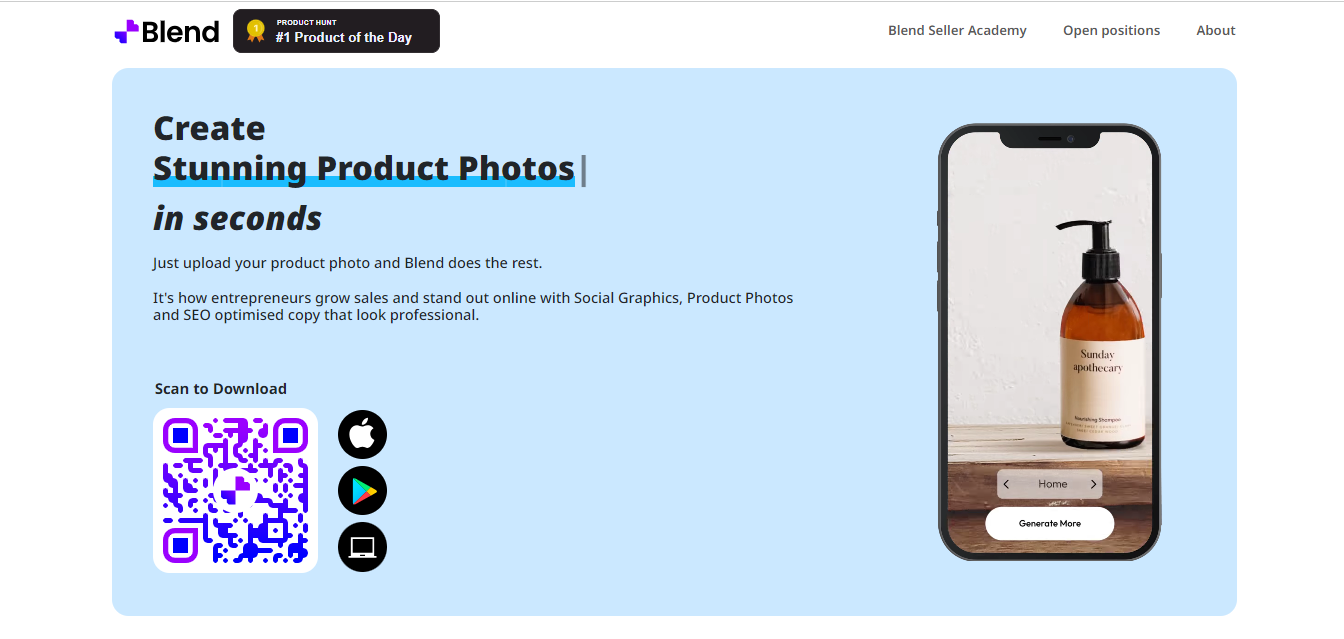 Blend
PRODUCT HUNT
1
#1 Product of the Day
Blend Seller Academy
Open positions
About
Create
Stunning Product Photos|
in seconds
Just upload your product photo and Blend does the rest.
It's how entrepreneurs grow sales and stand out online with Social Graphics, Product Photos
and SEO optimised copy that look professional.
Scan to Download
Sunday
apothecary
Nourishing Shampoo
Home
Generate More